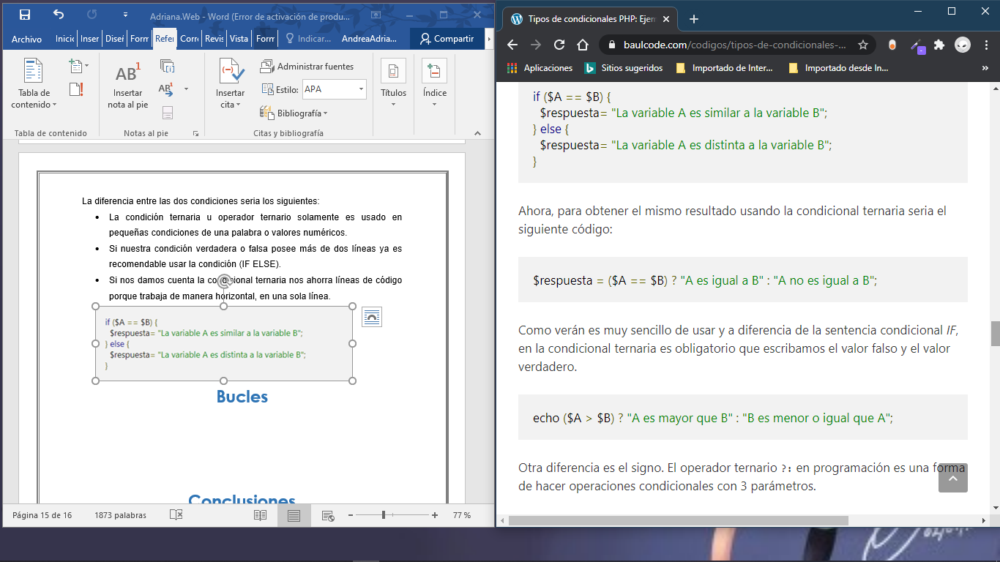 Adriana.Web - Word (Error de activación de produ...
Archivo Inicio Inser Diseí Form Refer Corre Revis Vista Form Indicar... AndreaAdria... Compartir
Tabla de contenido
AB1
Insertar nota al pie
AB
Insertar cita
Administrar fuentes
Estilo: APA
Bibliografía
Títulos
Índice
Tabla de contenido Notas al pie Citas y bibliografía
La diferencia entre las dos condiciones seria los siguientes:
• La condición ternaria u operador ternario solamente es usado en
pequeñas condiciones de una palabra o valores numéricos.
• Si nuestra condición verdadera o falsa posee más de dos líneas ya es
recomendable usar la condición (IF ELSE).
• Si nos damos cuenta la condicional ternaria nos ahorra líneas de código
porque trabaja de manera horizontal, en una sola línea.
if ($A == $B) {
$respuesta= "La variable A es similar a la variable B";
} else {
$respuesta= "La variable A es distinta a la variable B";
}
Bucles
Conclusiones
Página 15 de 16 1873 palabras 77 %
Tipos de condicionales PHP: Ejem
baulcode.com/codigos/tipos-de-condicionales-...
Aplicaciones Sitios sugeridos Importado de Inter... Importado desde In... »
if ($A == $B) {
$respuesta= "La variable A es similar a la variable B";
} else {
$respuesta= "La variable A es distinta a la variable B";
}
Ahora, para obtener el mismo resultado usando la condicional ternaria seria el
siguiente código:
$respuesta = ($A == $B) ? "A es igual a B" : "A no es igual a B";
Como verán es muy sencillo de usar y a diferencia de la sentencia condicional IF,
en la condicional ternaria es obligatorio que escribamos el valor falso y el valor
verdadero.
echo ($A > $B) ? "A es mayor que B" : "B es menor o igual que A";
Otra diferencia es el signo. El operador ternario ?: en programación es una forma
de hacer operaciones condicionales con 3 parámetros.